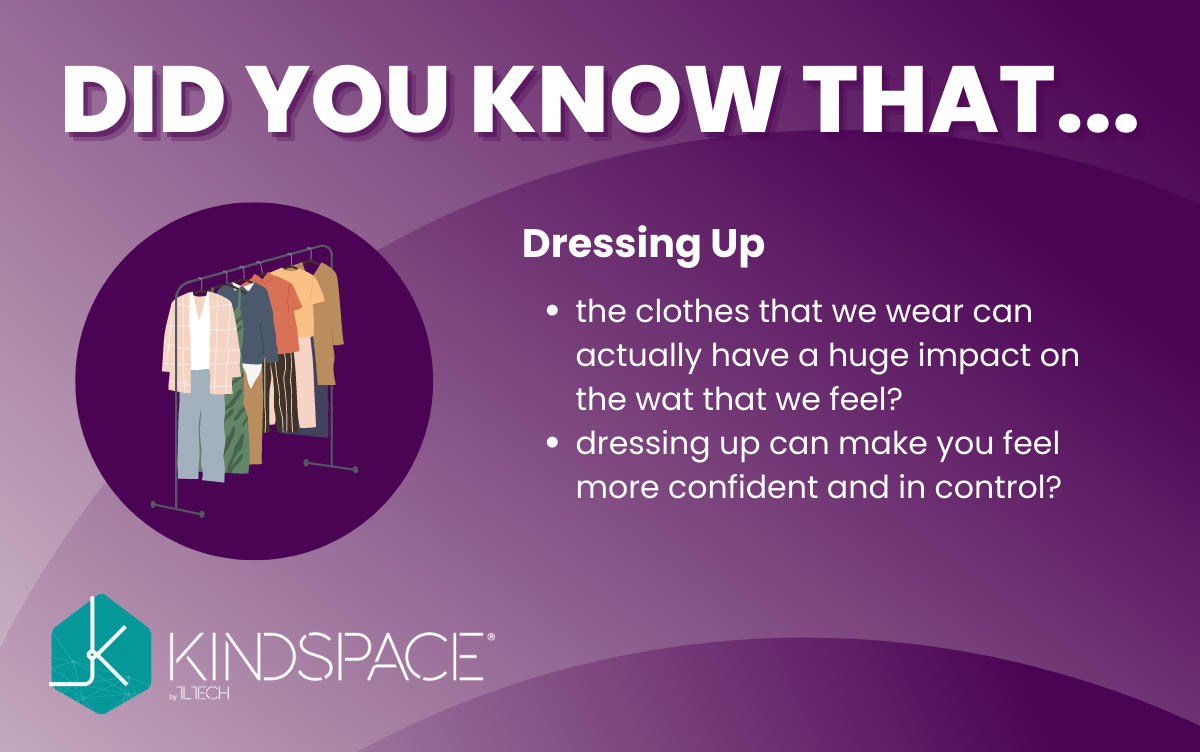 DID YOU KNOW THAT...
Dressing Up
• the clothes that we wear can
actually have a huge impact on
the wat that we feel?
• dressing up can make you feel
more confident and in control?
KINDSPACE®
by TLTECH